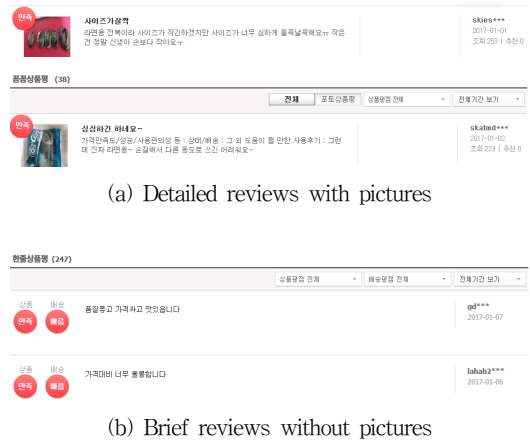 만족
사이즈가살짝
라면용 전복이라 사이즈가 작긴하겠지만 사이즈가 너무 심하게 들쭉날쭉해요ㅠ 작은
건 정말 신생아 손보다 작아요ㅜ
skies***
2017-01-01
조회 253 | 추천 0
꼼꼼상품평 (38)
전체 포토상품평 상품평점 전체 전체기간 보기
만족
싱싱하긴 하네요~
가격만족도/성능/사용편의성 등 : 상태/배송 : 그 외 도움이 될 만한 사용후기 : 그런
데 진짜 라면용~ 손질해서 다른 용도로 쓰긴 어려워요~
skatmd***
2017-01-02
조회 223 | 추천 0
(a) Detailed reviews with pictures
한줄상품평 (247)
상품평점 전체 배송평점 전체 전체기간 보기
상품 배송
만족 빠름
품질좋고 가격싸고 맛있읍니다
gd***
2017-01-07
상품 배송
만족 빠름
가격대비 너무 훌륭합니다
lahab2***
2017-01-06
(b) Brief reviews without pictures